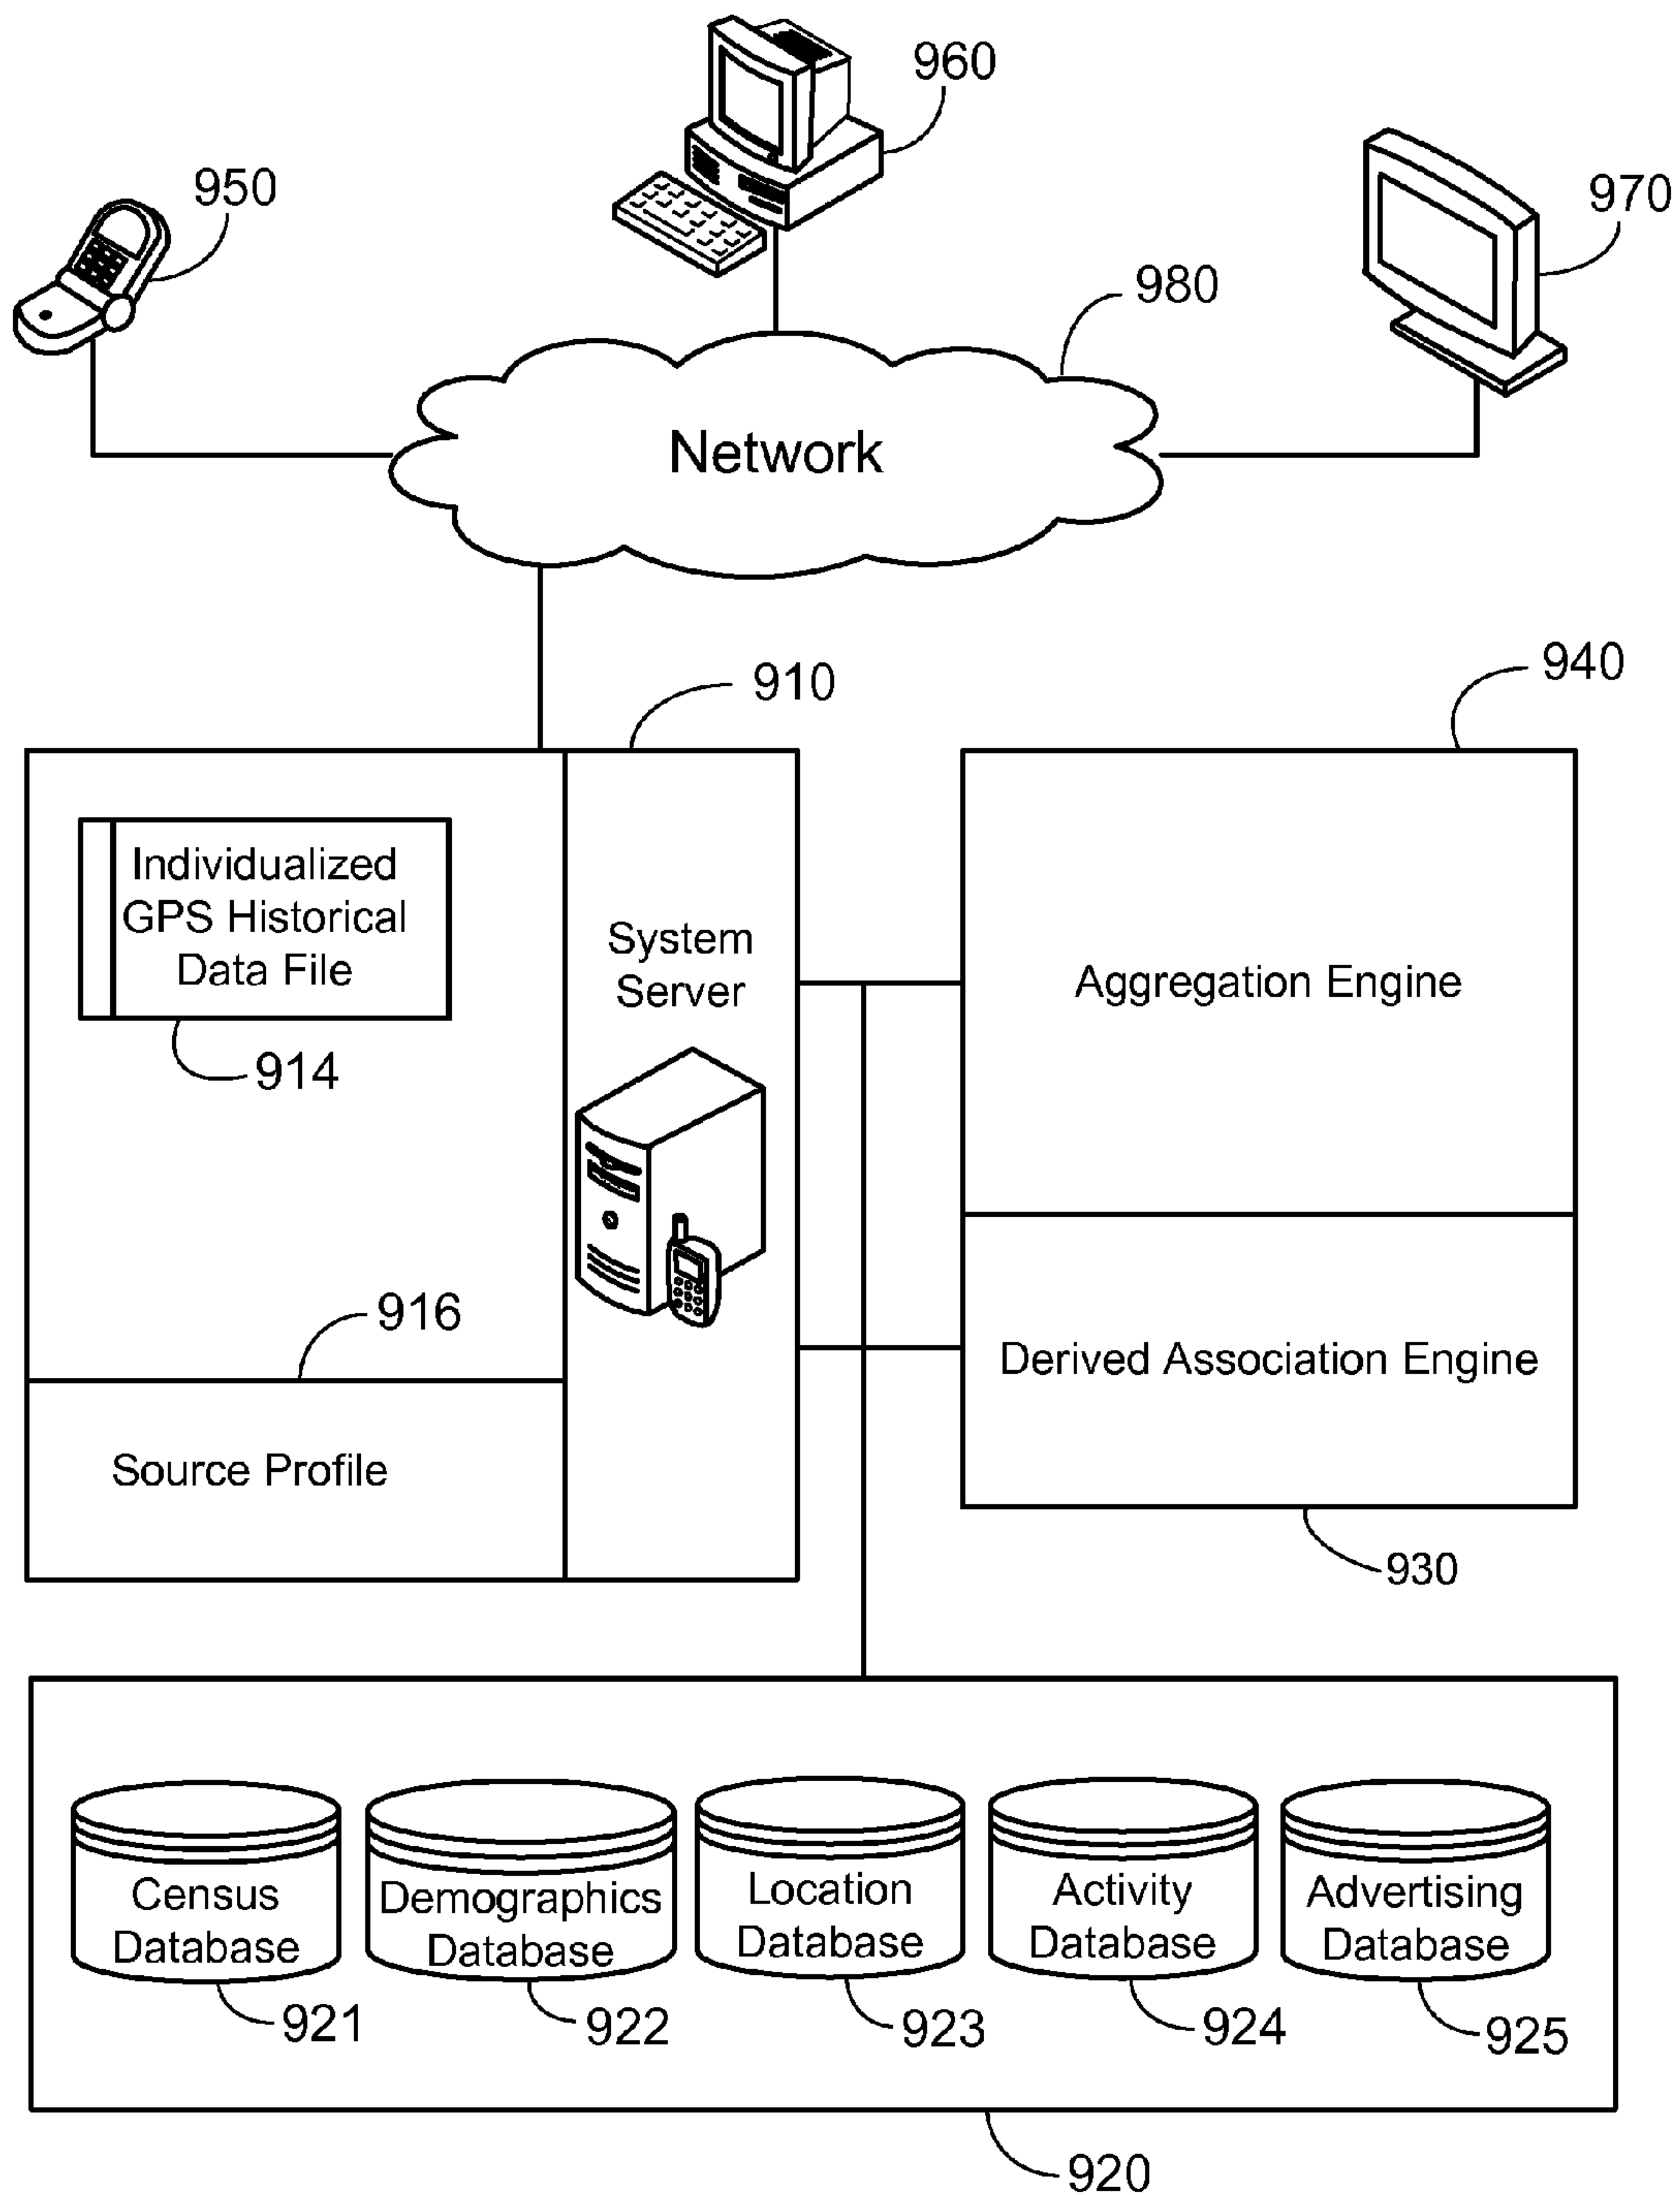 960
950
970
980
Network
910
940
Individualized
GPS Historical
Data File
914
System
Server
Aggregation Engine
916
Derived Association Engine
Source Profile
930
Census
Database
Demographics
Database
Location
Database
Activity
Database
Advertising
Database
921
922
923
924
925
920